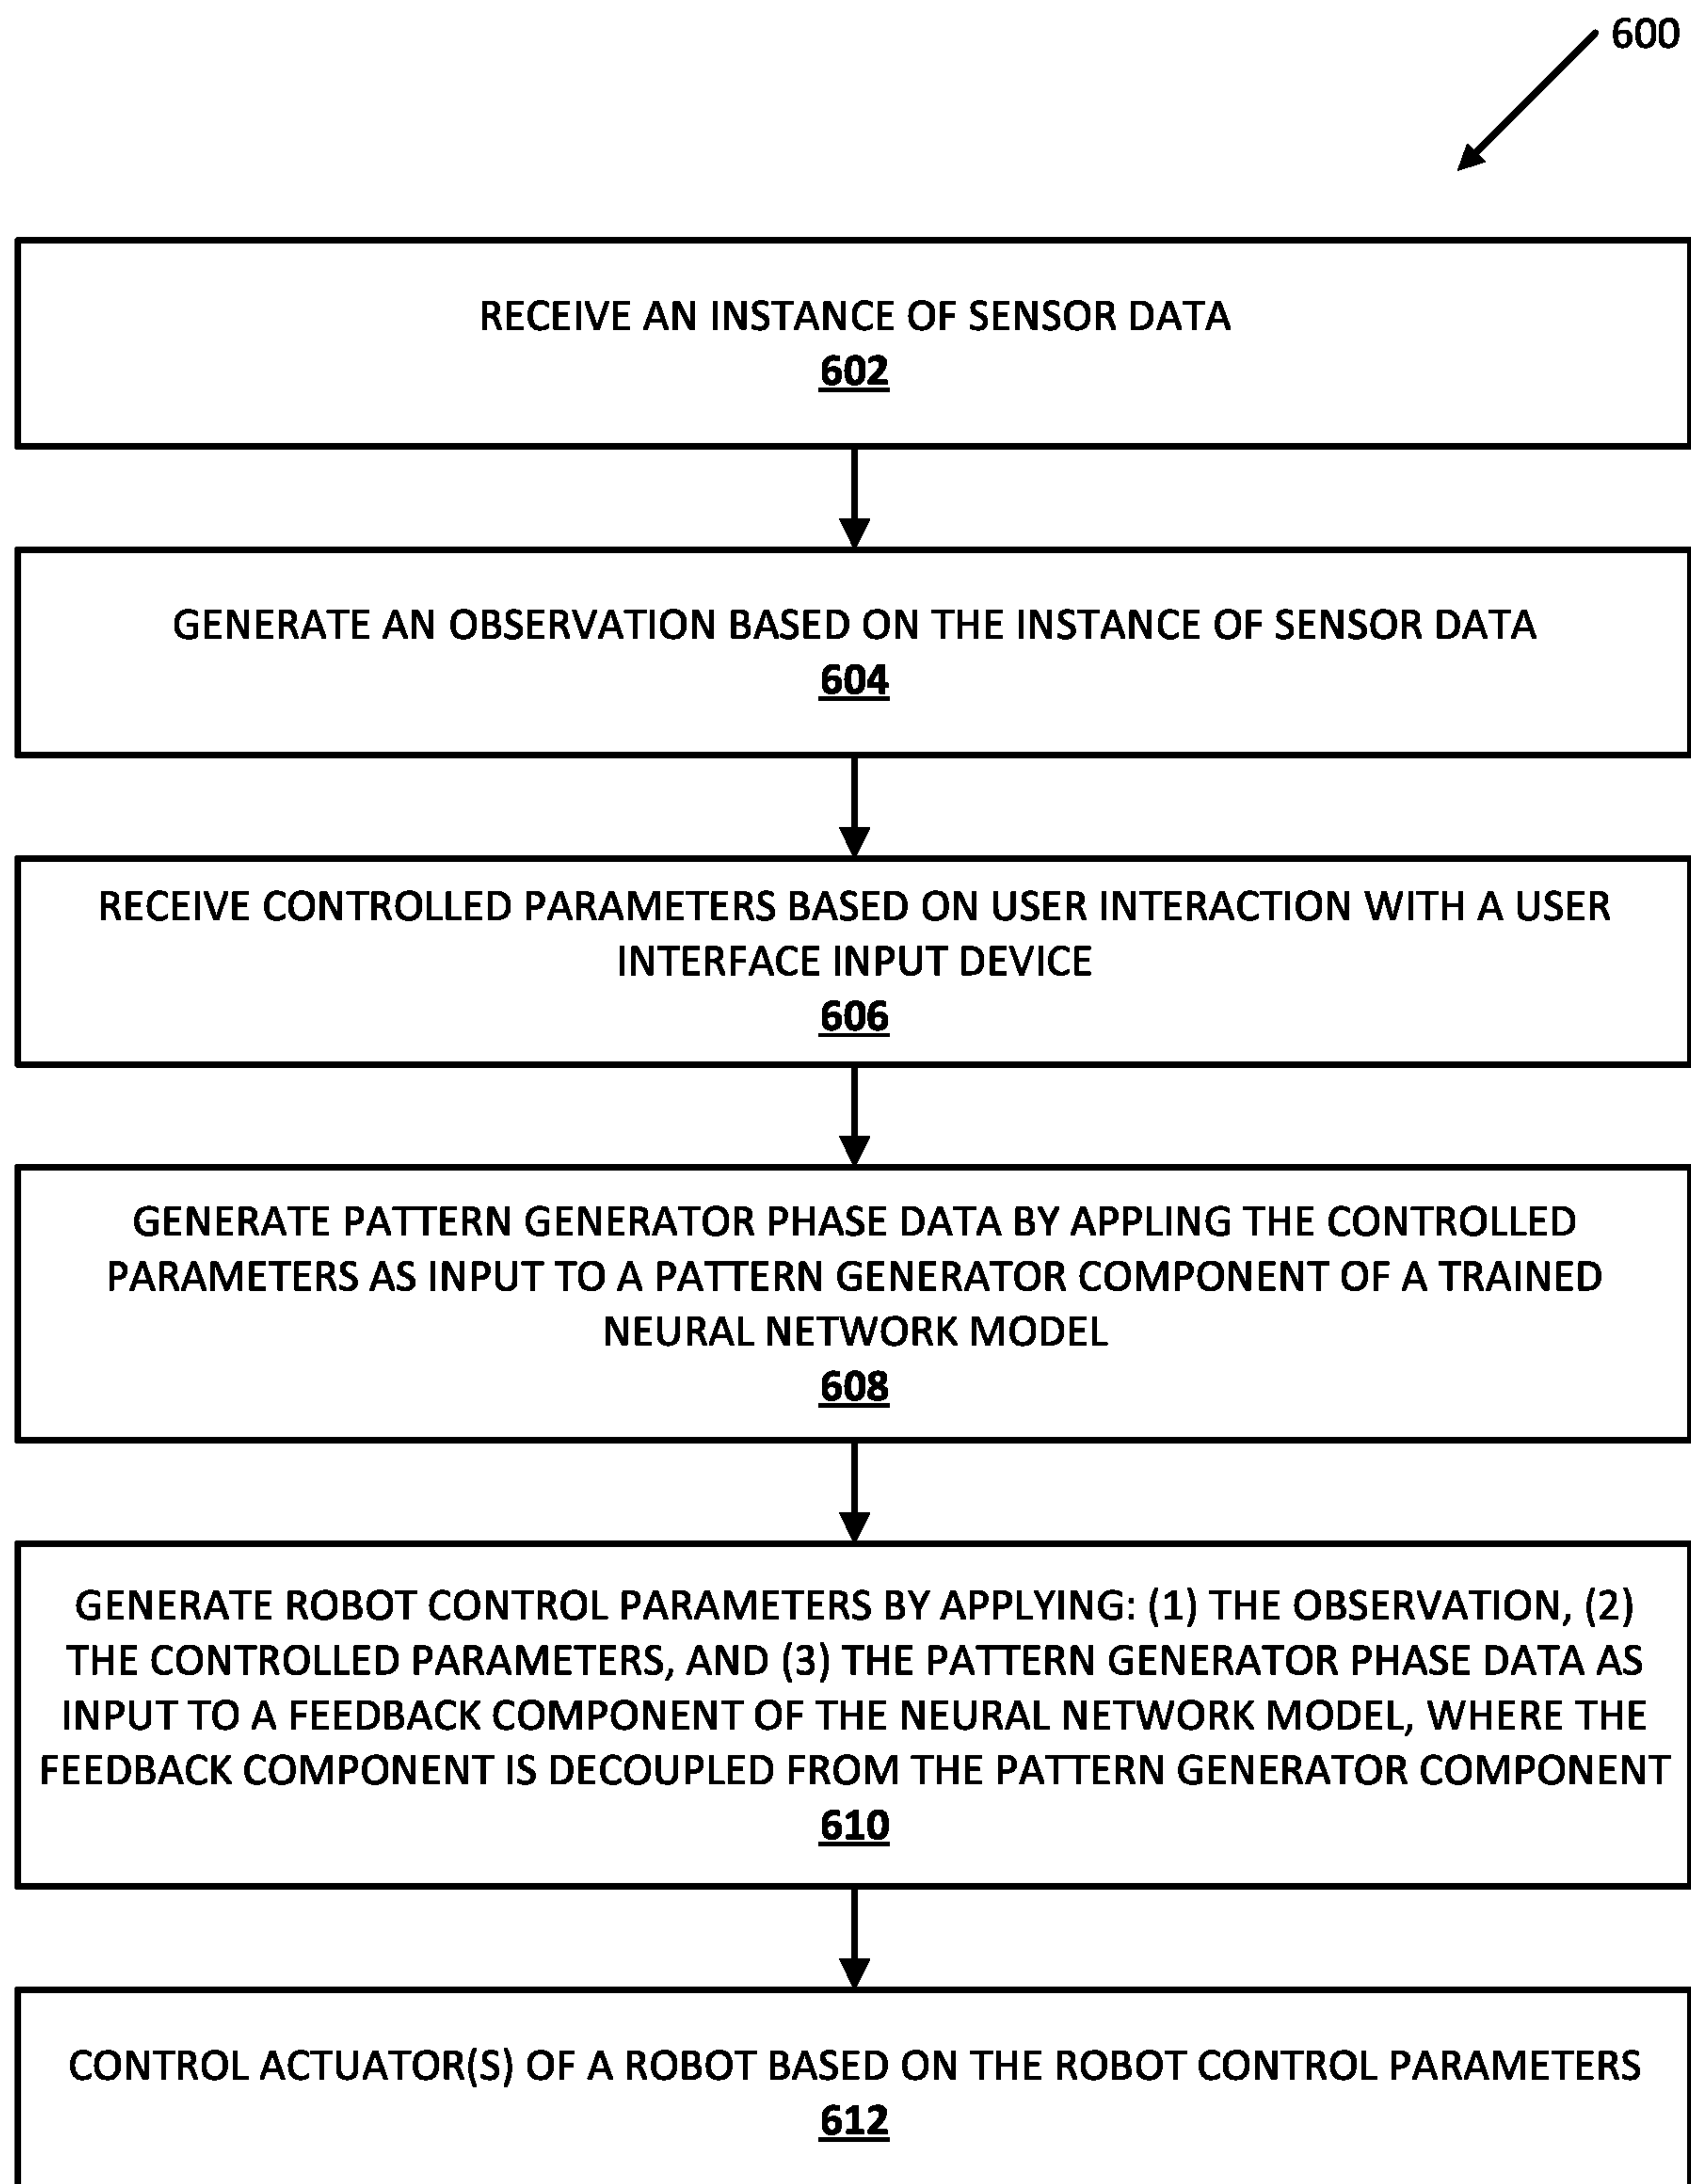 600
RECEIVE AN INSTANCE OF SENSOR DATA
602
GENERATE AN OBSERVATION BASED ON THE INSTANCE OF SENSOR DATA
604
RECEIVE CONTROLLED PARAMETERS BASED ON USER INTERACTION WITH A USER
INTERFACE INPUT DEVICE
606
GENERATE PATTERN GENERATOR PHASE DATA BY APPLING THE CONTROLLED
PARAMETERS AS INPUT TO A PATTERN GENERATOR COMPONENT OF A TRAINED
NEURAL NETWORK MODEL
608
GENERATE ROBOT CONTROL PARAMETERS BY APPLYING: (1) THE OBSERVATION, (2)
THE CONTROLLED PARAMETERS, AND (3) THE PATTERN GENERATOR PHASE DATA AS
INPUT TO A FEEDBACK COMPONENT OF THE NEURAL NETWORK MODEL, WHERE THE
FEEDBACK COMPONENT IS DECOUPLED FROM THE PATTERN GENERATOR COMPONENT
610
CONTROL ACTUATOR(S) OF A ROBOT BASED ON THE ROBOT CONTROL PARAMETERS
612